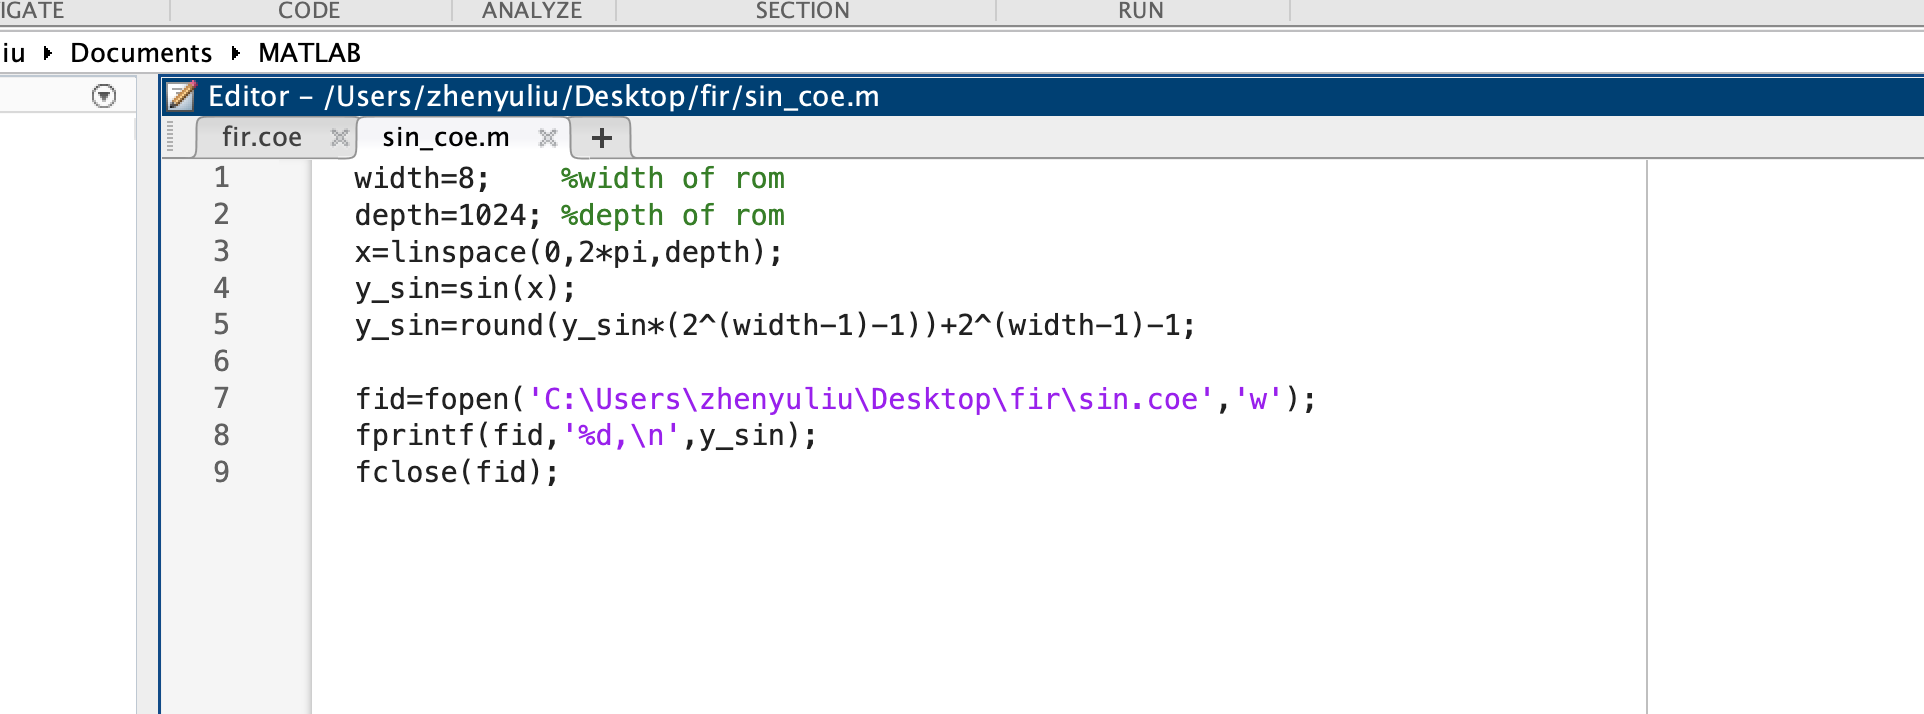 IGATE CODE ANALYZE SECTION RUN
iu Documents MATLAB
Editor – /Users/zhenyuliu/Desktop/fir/sin_coe.m
fir.coe sin_coe.m +
1 width=8; %width of rom
2 depth=1024; %depth of rom
3 x=linspace(0,2*pi,depth);
4 y_sin=sin(x);
5 y_sin=round(y_sin*(2^(width-1)-1))+2^(width-1)-1;
6
7 fid=fopen('C:\Users\zhenyuliu\Desktop\fir\sin.coe','w');
8 fprintf(fid,'%d,\n',y_sin);
9 fclose(fid);